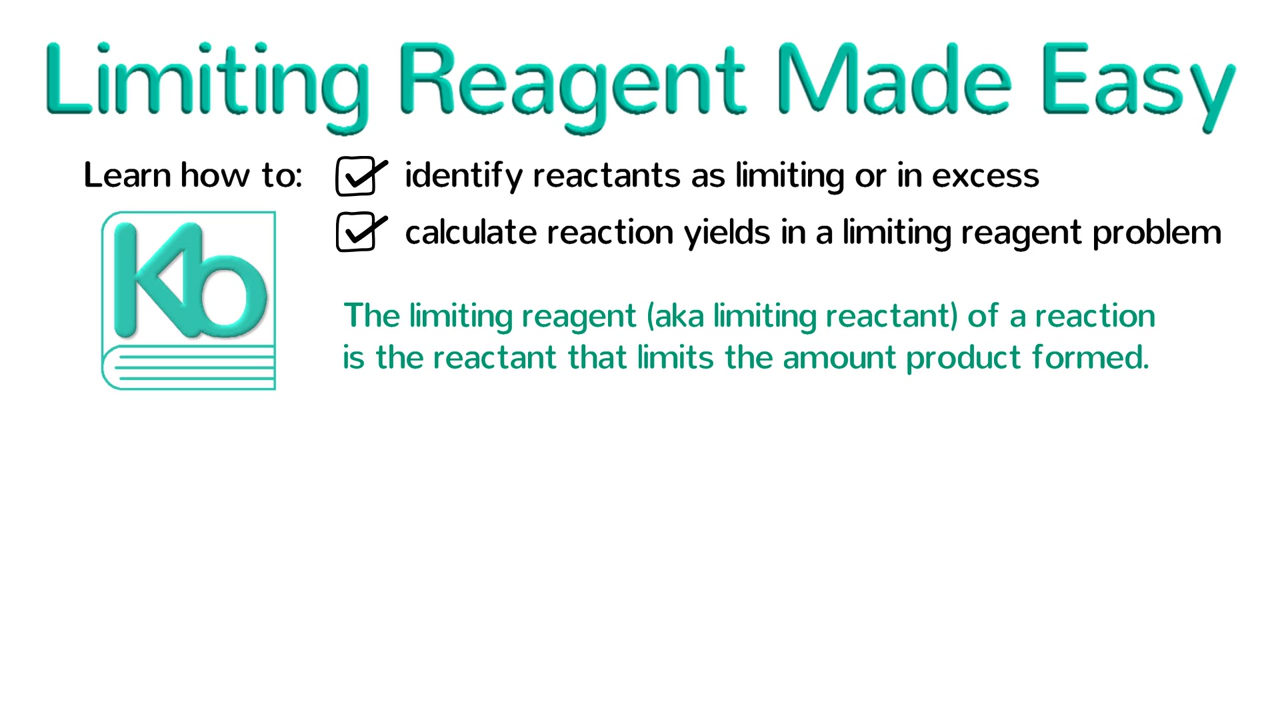 Limiting Reagent Made Easy
Learn how to: identify reactants as limiting or in excess
calculate reaction yields in a limiting reagent problem
Ko
The limiting reagent (aka limiting reactant) of a reaction
is the reactant that limits the amount product formed.